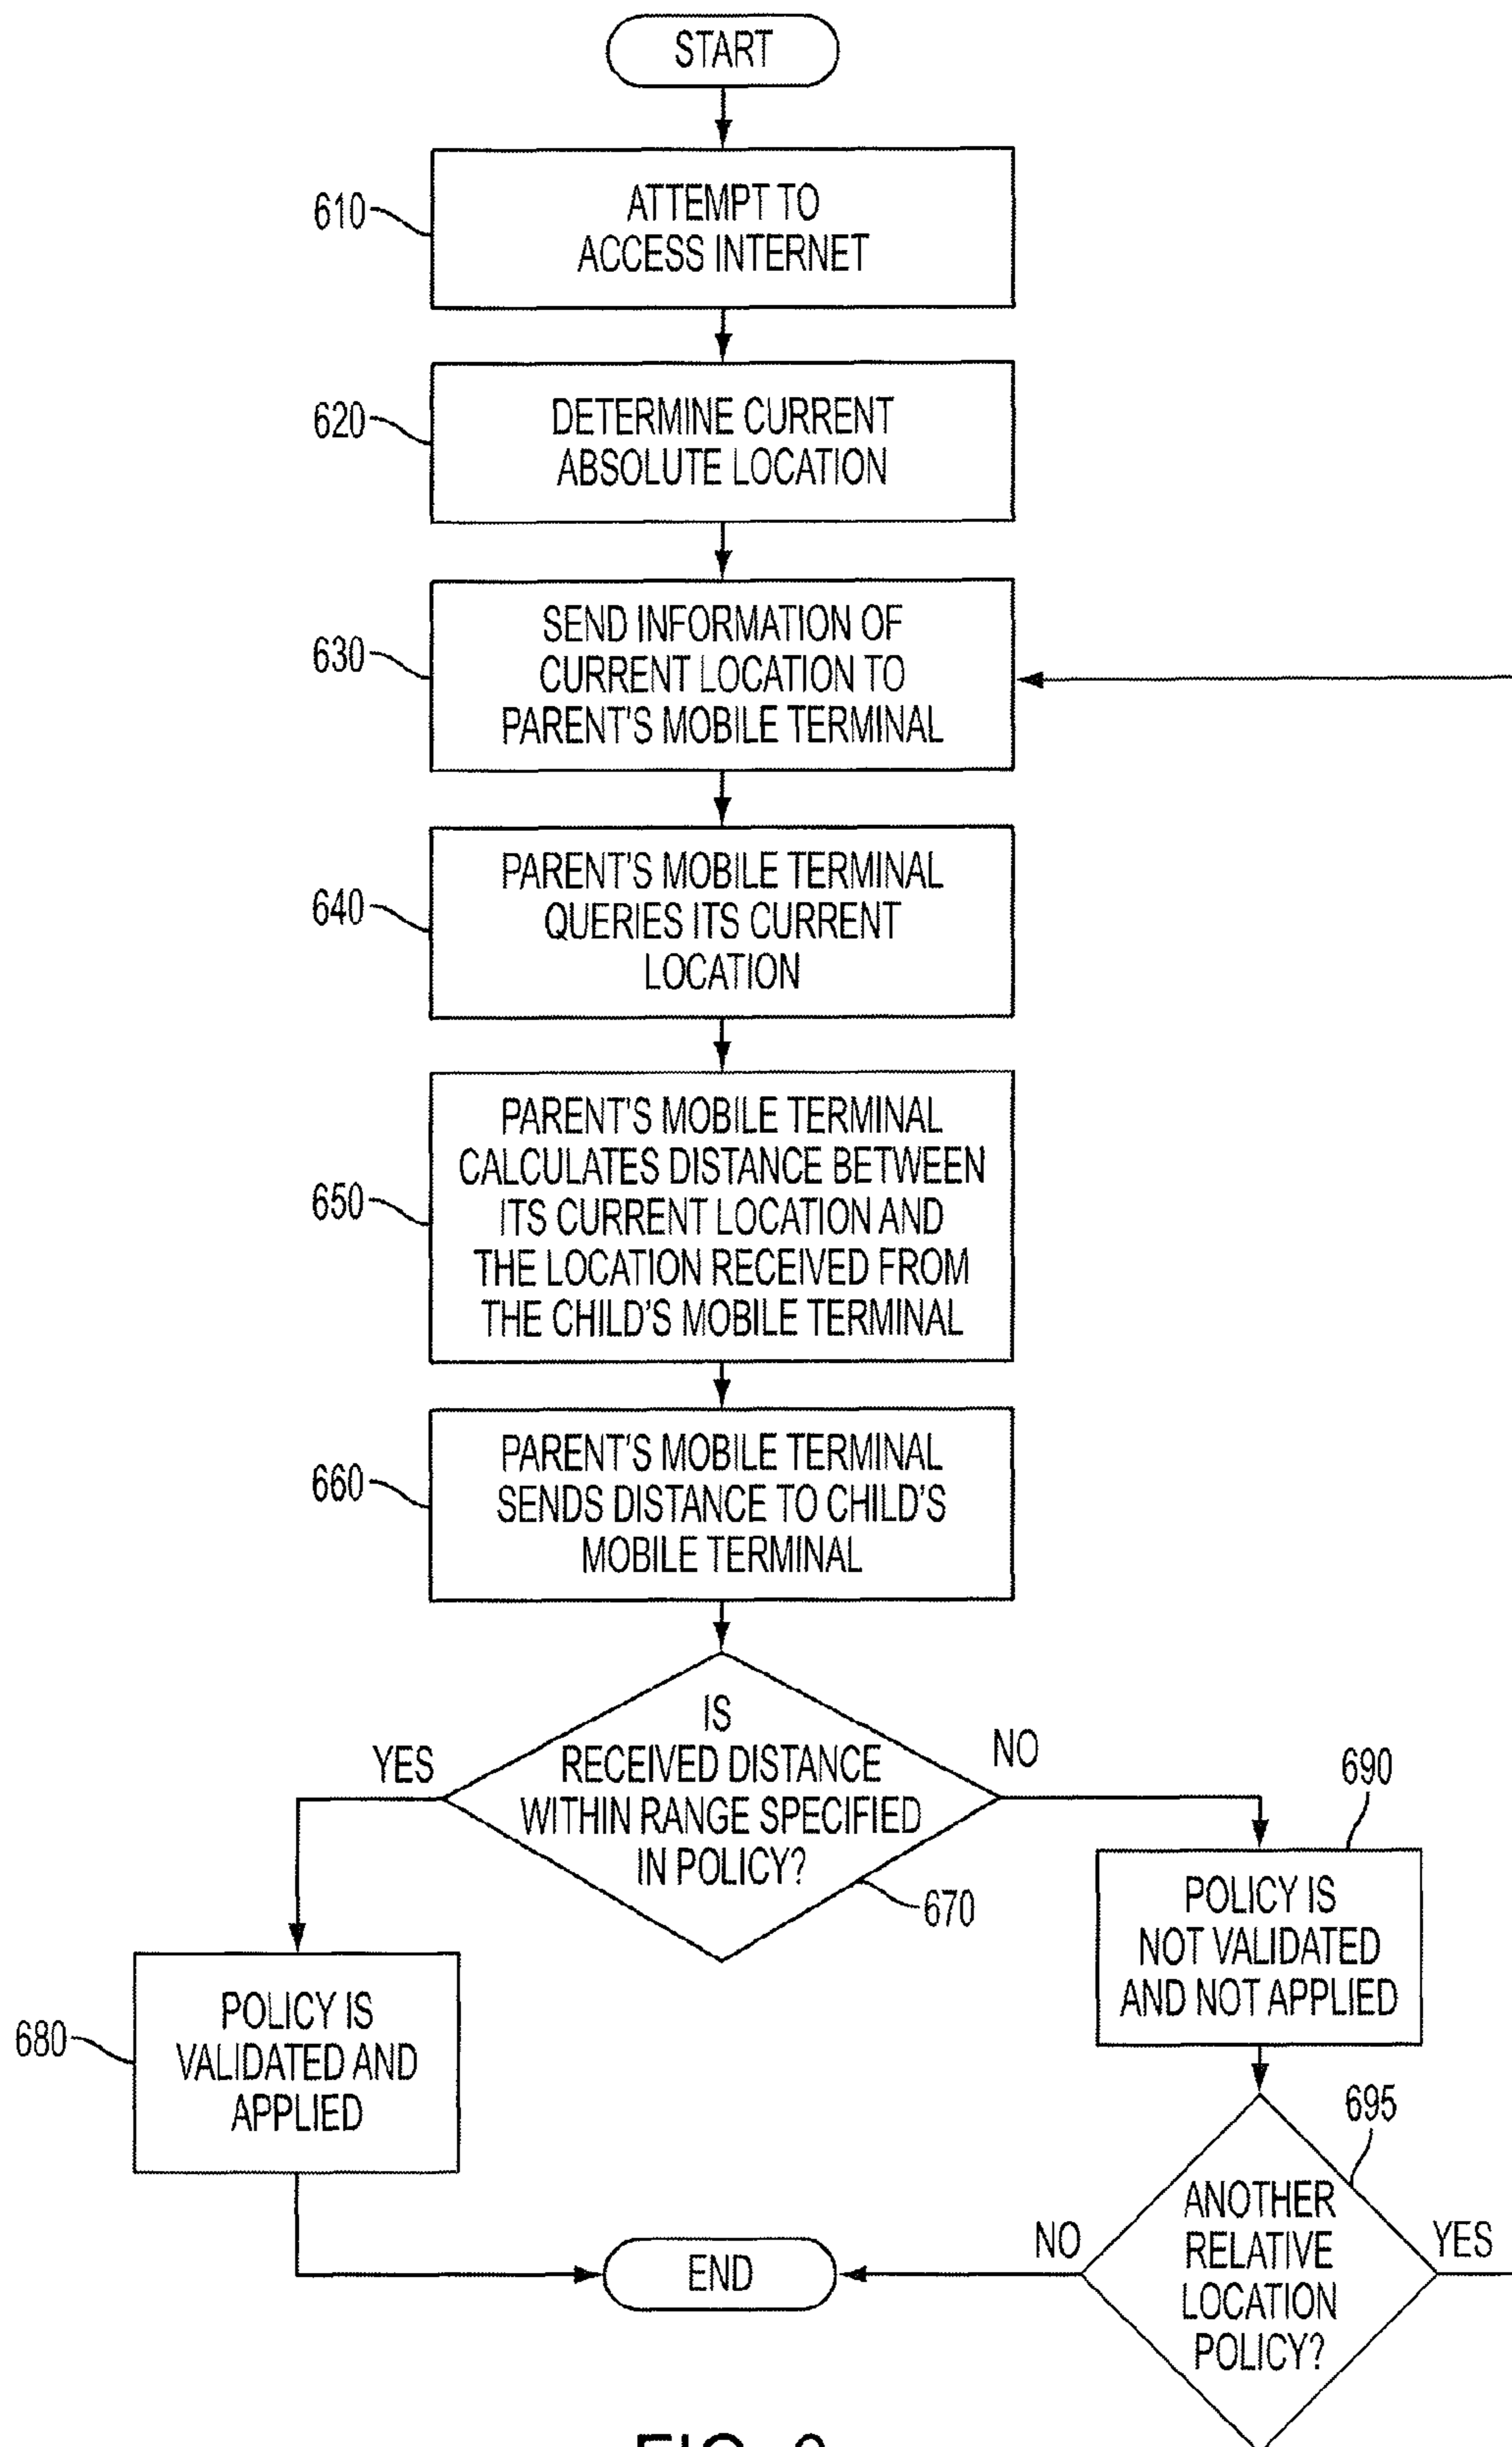 START
610
ATTEMPT TO
ACCESS INTERNET
620
DETERMINE CURRENT
ABSOLUTE LOCATION
630
SEND INFORMATION OF
CURRENT LOCATION TO
PARENT'S MOBILE TERMINAL
640
PARENT'S MOBILE TERMINAL
QUERIES ITS CURRENT
LOCATION
650
PARENT'S MOBILE TERMINAL
CALCULATES DISTANCE BETWEEN
ITS CURRENT LOCATION AND
THE LOCATION RECEIVED FROM
THE CHILD'S MOBILE TERMINAL
660
PARENT'S MOBILE TERMINAL
SENDS DISTANCE TO CHILD'S
MOBILE TERMINAL
IS
RECEIVED DISTANCE
WITHIN RANGE SPECIFIED
IN POLICY?
670
YES
NO
680
POLICY IS
VALIDATED AND
APPLIED
690
POLICY IS
NOT VALIDATED
AND NOT APPLIED
695
ANOTHER
RELATIVE
LOCATION
POLICY?
NO
YES
END